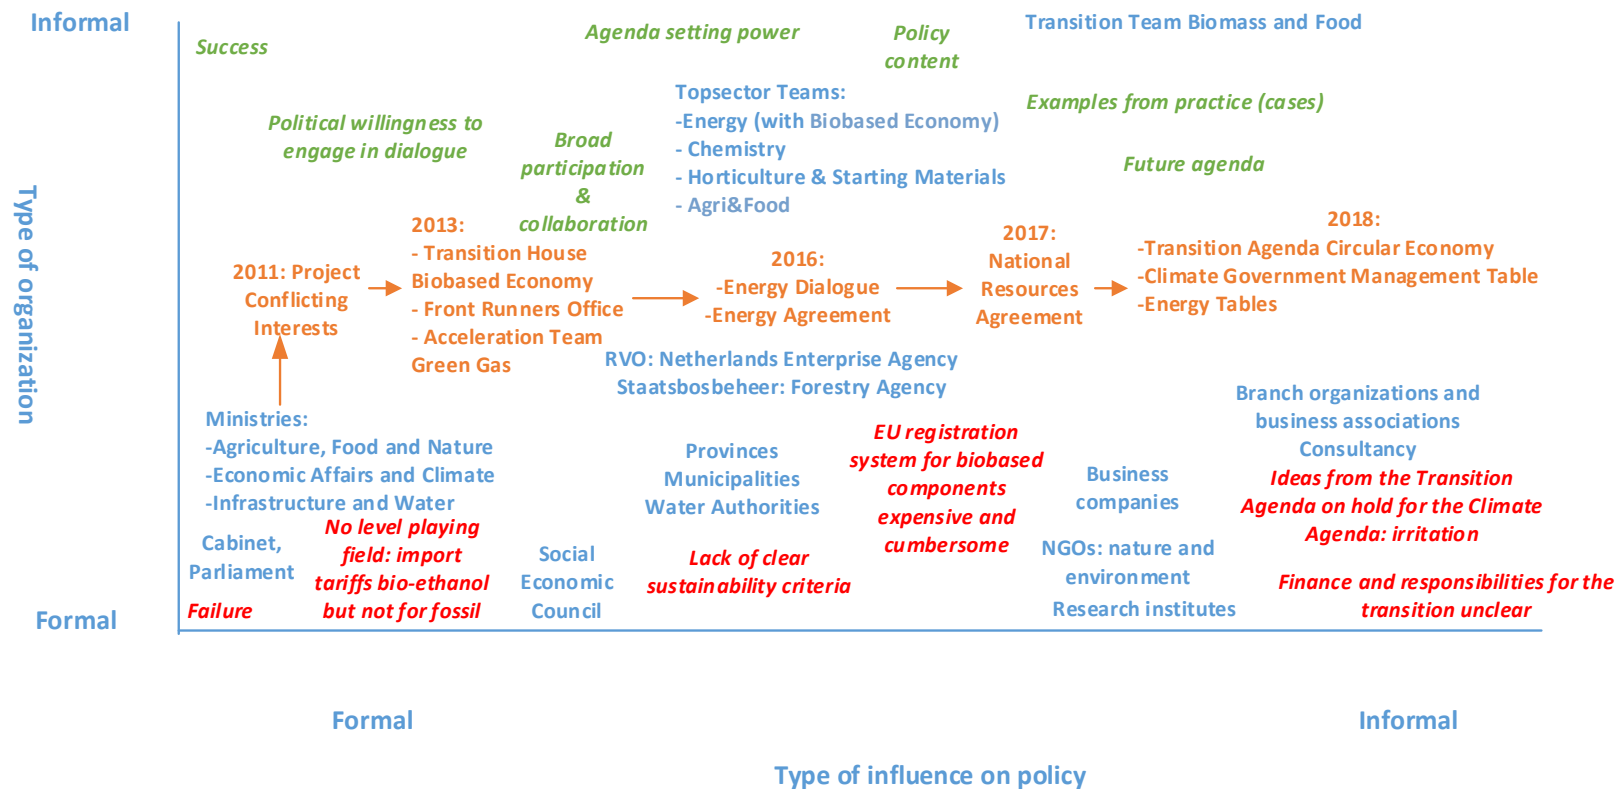 Informal
Success
Agenda setting power
Policy
content
Transition Team Biomass and Food
Political willingness to
engage in dialogue
Broad
participation
&
collaboration
Topsector Teams:
-Energy (with Biobased Economy)
- Chemistry
- Horticulture & Starting Materials
- Agri&Food
Examples from practice (cases)
Future agenda
Type of organization
2011: Project
Conflicting
Interests
2013:
- Transition House
Biobased Economy
- Front Runners Office
- Acceleration Team
Green Gas
2016:
-Energy Dialogue
-Energy Agreement
2017:
National
Resources
Agreement
2018:
-Transition Agenda Circular Economy
-Climate Government Management Table
-Energy Tables
RVO: Netherlands Enterprise Agency
Staatsbosbeheer: Forestry Agency
Ministries:
-Agriculture, Food and Nature
-Economic Affairs and Climate
-Infrastructure and Water
Provinces
Municipalities
Water Authorities
EU registration
system for biobased
components
expensive and
cumbersome
Business
companies
Branch organizations and
business associations
Consultancy
Ideas from the Transition
Agenda on hold for the Climate
Agenda: irritation
Cabinet,
Parliament
No level playing
field: import
tariffs bio-ethanol
but not for fossil
Social
Economic
Council
Lack of clear
sustainability criteria
NGOs: nature and
environment
Research institutes
Finance and responsibilities for the
transition unclear
Failure
Formal
Formal
Informal
Type of influence on policy